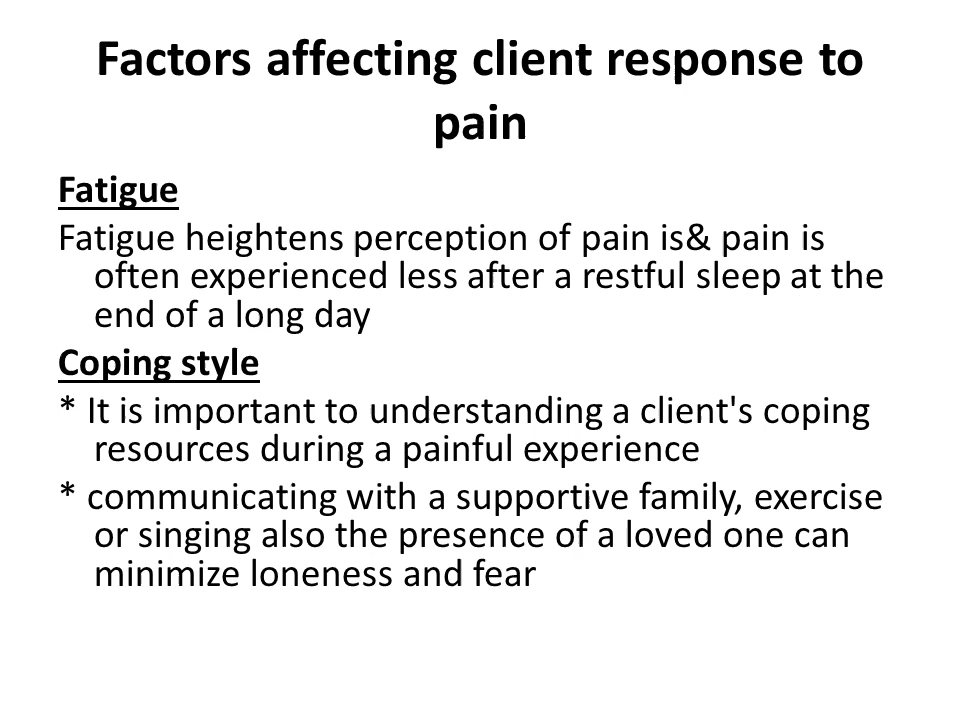 Factors affecting client response to
pain
Fatigue
Fatigue heightens perception of pain is& pain is
often experienced less after a restful sleep at the
end of a long day
Coping style
* It is important to understanding a client's coping
resources during a painful experience
* communicating with a supportive family, exercise
or singing also the presence of a loved one can
minimize loneness and fear